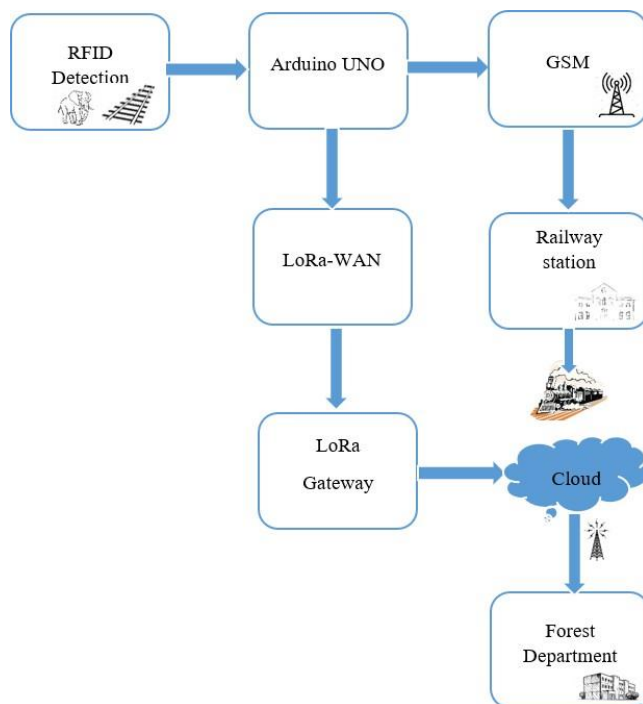 RFID
Detection
Arduino UNO
GSM
LoRa-WAN
Railway
station
LoRa
Gateway
Cloud
Forest
Department